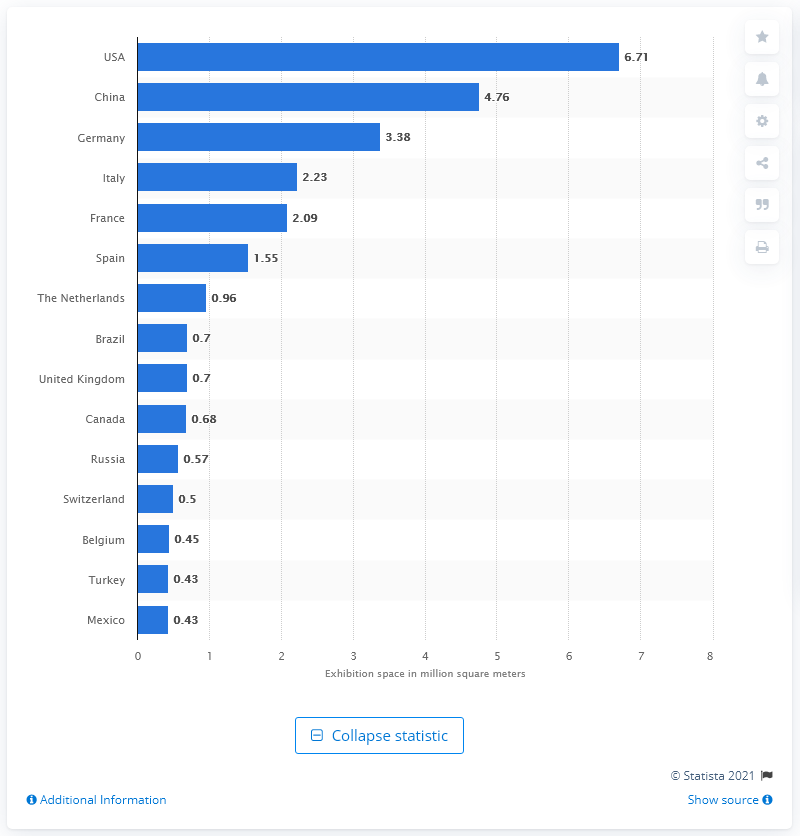 USA 6.71
China 4.76
Germany 3.38
Italy 2.23
France 2.09
Spain 1.55
The Netherlands 0.96
Brazil 0.7
United Kingdom 0.7
Canada 0.68
Russia 0.57
Switzerland 0.5
Belgium 0.45
Turkey 0.43
Mexico 0.43
0 1 2 3 4 5 6 7 8
Exhibition space in million square meters
Collapse statistic
© Statista 2021
Additional Information Show source